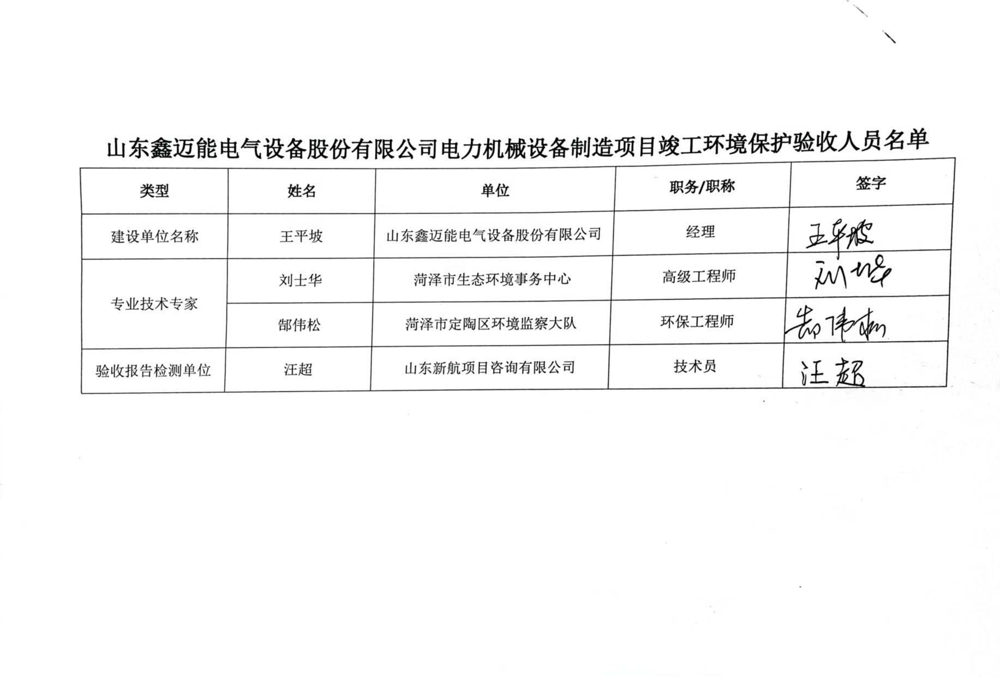 山东鑫迈能电气设备股份有限公司电力机械设备制造项目竣工环境保护验收人员名单
类型 姓名 单位 职务/职称 签字
建设单位名称 王平坡 山东鑫迈能电气设备股份有限公司 经理 王平坡
专业技术专家 刘士华 菏泽市生态环境事务中心 高级工程师 刘士华
郜伟松 菏泽市定陶区环境监察大队 环保工程师 郜伟松
验收报告检测单位 汪超 山东新航项目咨询有限公司 技术员 汪超